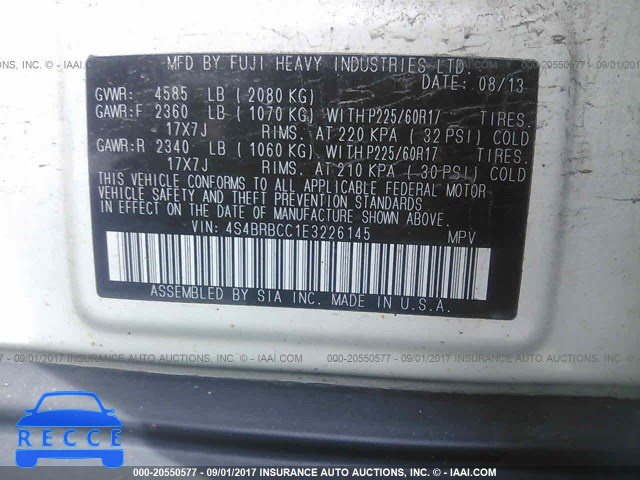 MFD BY FUJI HEAVY INDUSTRIES LTD.
DATE: 08/13
GVWR: 4585 LB (2080 KG)
GAWR:F 2360 LB (1070 KG) WITH P225/60R17 TIRES.
17X7J RIMS. AT 220 KPA (32 PSI) COLD
GAWR:R 2340 LB (1060 KG) WITH P225/60R17 TIRES.
17X7J RIMS. AT 210 KPA (30 PSI) COLD
THIS VEHICLE CONFORMS TO ALL APPLICABLE FEDERAL MOTOR
VEHICLE SAFETY AND THEFT PREVENTION STANDARDS
IN EFFECT ON THE DATE OF MANUFACTURE SHOWN ABOVE.
VIN: 4S4BRBCC1E3226145 MPV
ASSEMBLED BY SIA INC. MADE IN U.S.A.
000-20550577 - 09/01/2017 INSURANCE AUTO AUCTIONS, INC. © - IAAI.COM
RECCE
000-20550577 - 09/01/2017 INSURANCE AUTO AUCTIONS, INC. © - IAAI.COM